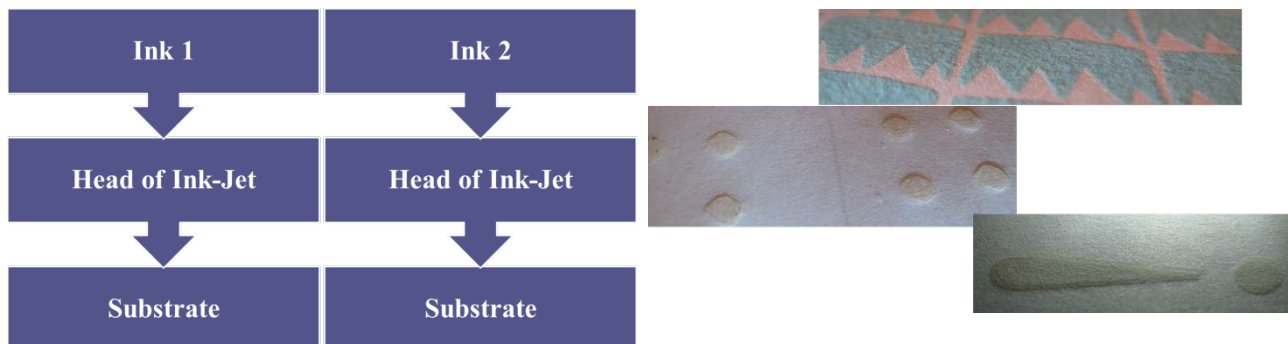 Ink 1
Ink 2
Head of Ink-Jet
Head of Ink-Jet
Substrate
Substrate